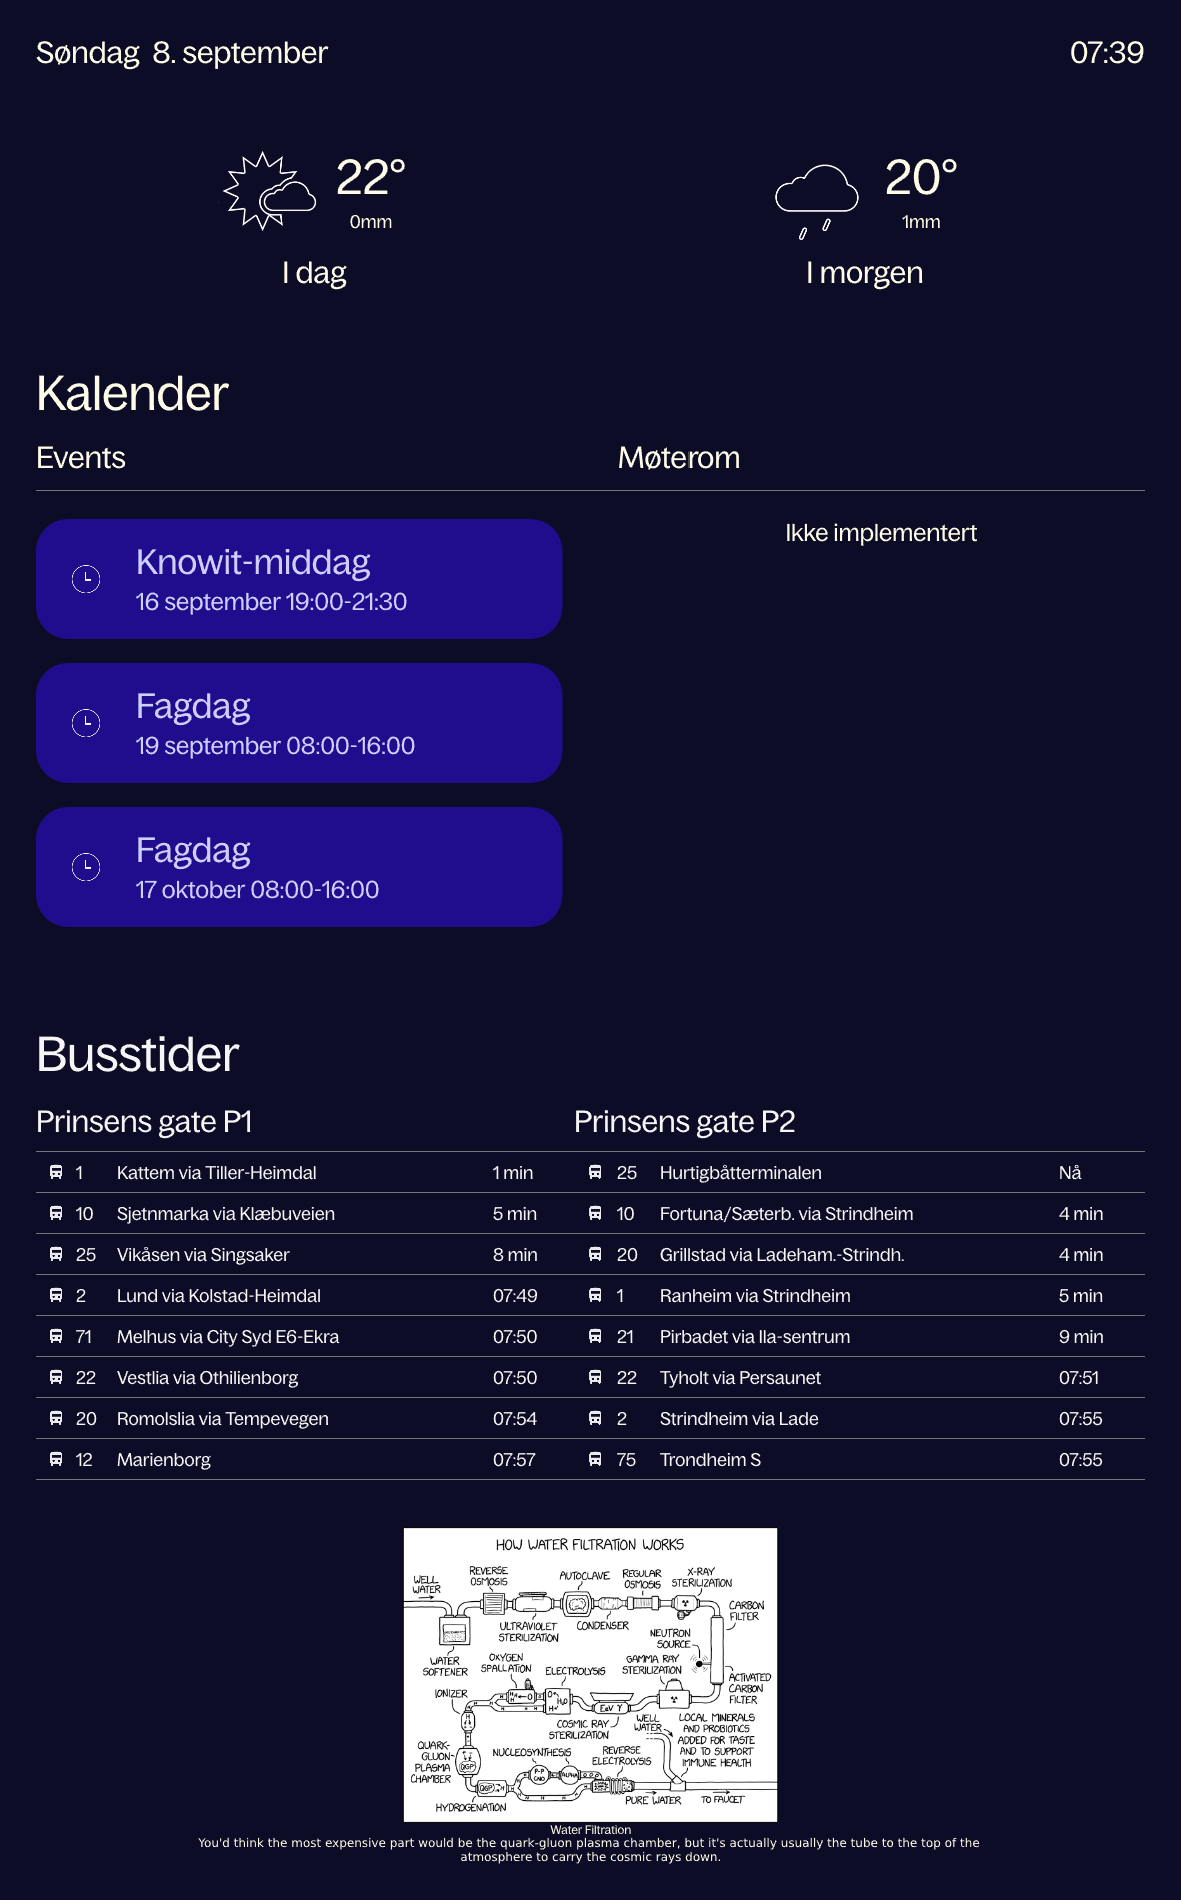 Søndag 8. september
07:39
22°
0mm
I dag
20°
1mm
I morgen
Kalender
Events
Møterom
Knowit-middag
16 september 19:00-21:30
Fagdag
19 september 08:00-16:00
Fagdag
17 oktober 08:00-16:00
Ikke implementert
Busstider
Prinsens gate P1
1 Kattem via Tiller-Heimdal 1 min
10 Sjetnmarka via Klæbuveien 5 min
25 Vikåsen via Singsaker 8 min
2 Lund via Kolstad-Heimdal 07:49
71 Melhus via City Syd E6-Ekra 07:50
22 Vestlia via Othilienborg 07:50
20 Romolslia via Tempevegen 07:54
12 Marienborg 07:57
Prinsens gate P2
25 Hurtigbåtterminalen Nå
10 Fortuna/Sæterb. via Strindheim 4 min
20 Grillstad via Ladeham.-Strindh. 4 min
1 Ranheim via Strindheim 5 min
21 Pirbadet via Ila-sentrum 9 min
22 Tyholt via Persaunet 07:51
2 Strindheim via Lade 07:55
75 Trondheim S 07:55
HOW WATER FILTRATION WORKS
WELL
WATER
REVERSE
OSMOSIS
AUTOCLAVE
REGULAR
OSMOSIS
X-RAY
STERILIZATION
CARBON
FILTER
ULTRAVIOLET
STERILIZATION
CONDENSER
NEUTRON
SOURCE
WATER
SOFTENER
OXYGEN
SPALLATION
ELECTROLYSIS
GAMMA RAY
STERILIZATION
ACTIVATED
CARBON
FILTER
IONIZER
O
H₂O
H
EeV γ
COSMIC RAY
STERILIZATION
WELL
WATER
LOCAL MINERALS
AND PROBIOTICS
ADDED FOR TASTE
AND TO SUPPORT
IMMUNE HEALTH
QUARK-
GLUON-
PLASMA
CHAMBER
QGP
NUCLEOSYNTHESIS
P-P
CNO
ALPHA
REVERSE
ELECTROLYSIS
QGP→H
HYDROGENATION
PURE WATER
TO FAUCET
Water Filtration
You'd think the most expensive part would be the quark-gluon plasma chamber, but it's actually usually the tube to the top of the
atmosphere to carry the cosmic rays down.